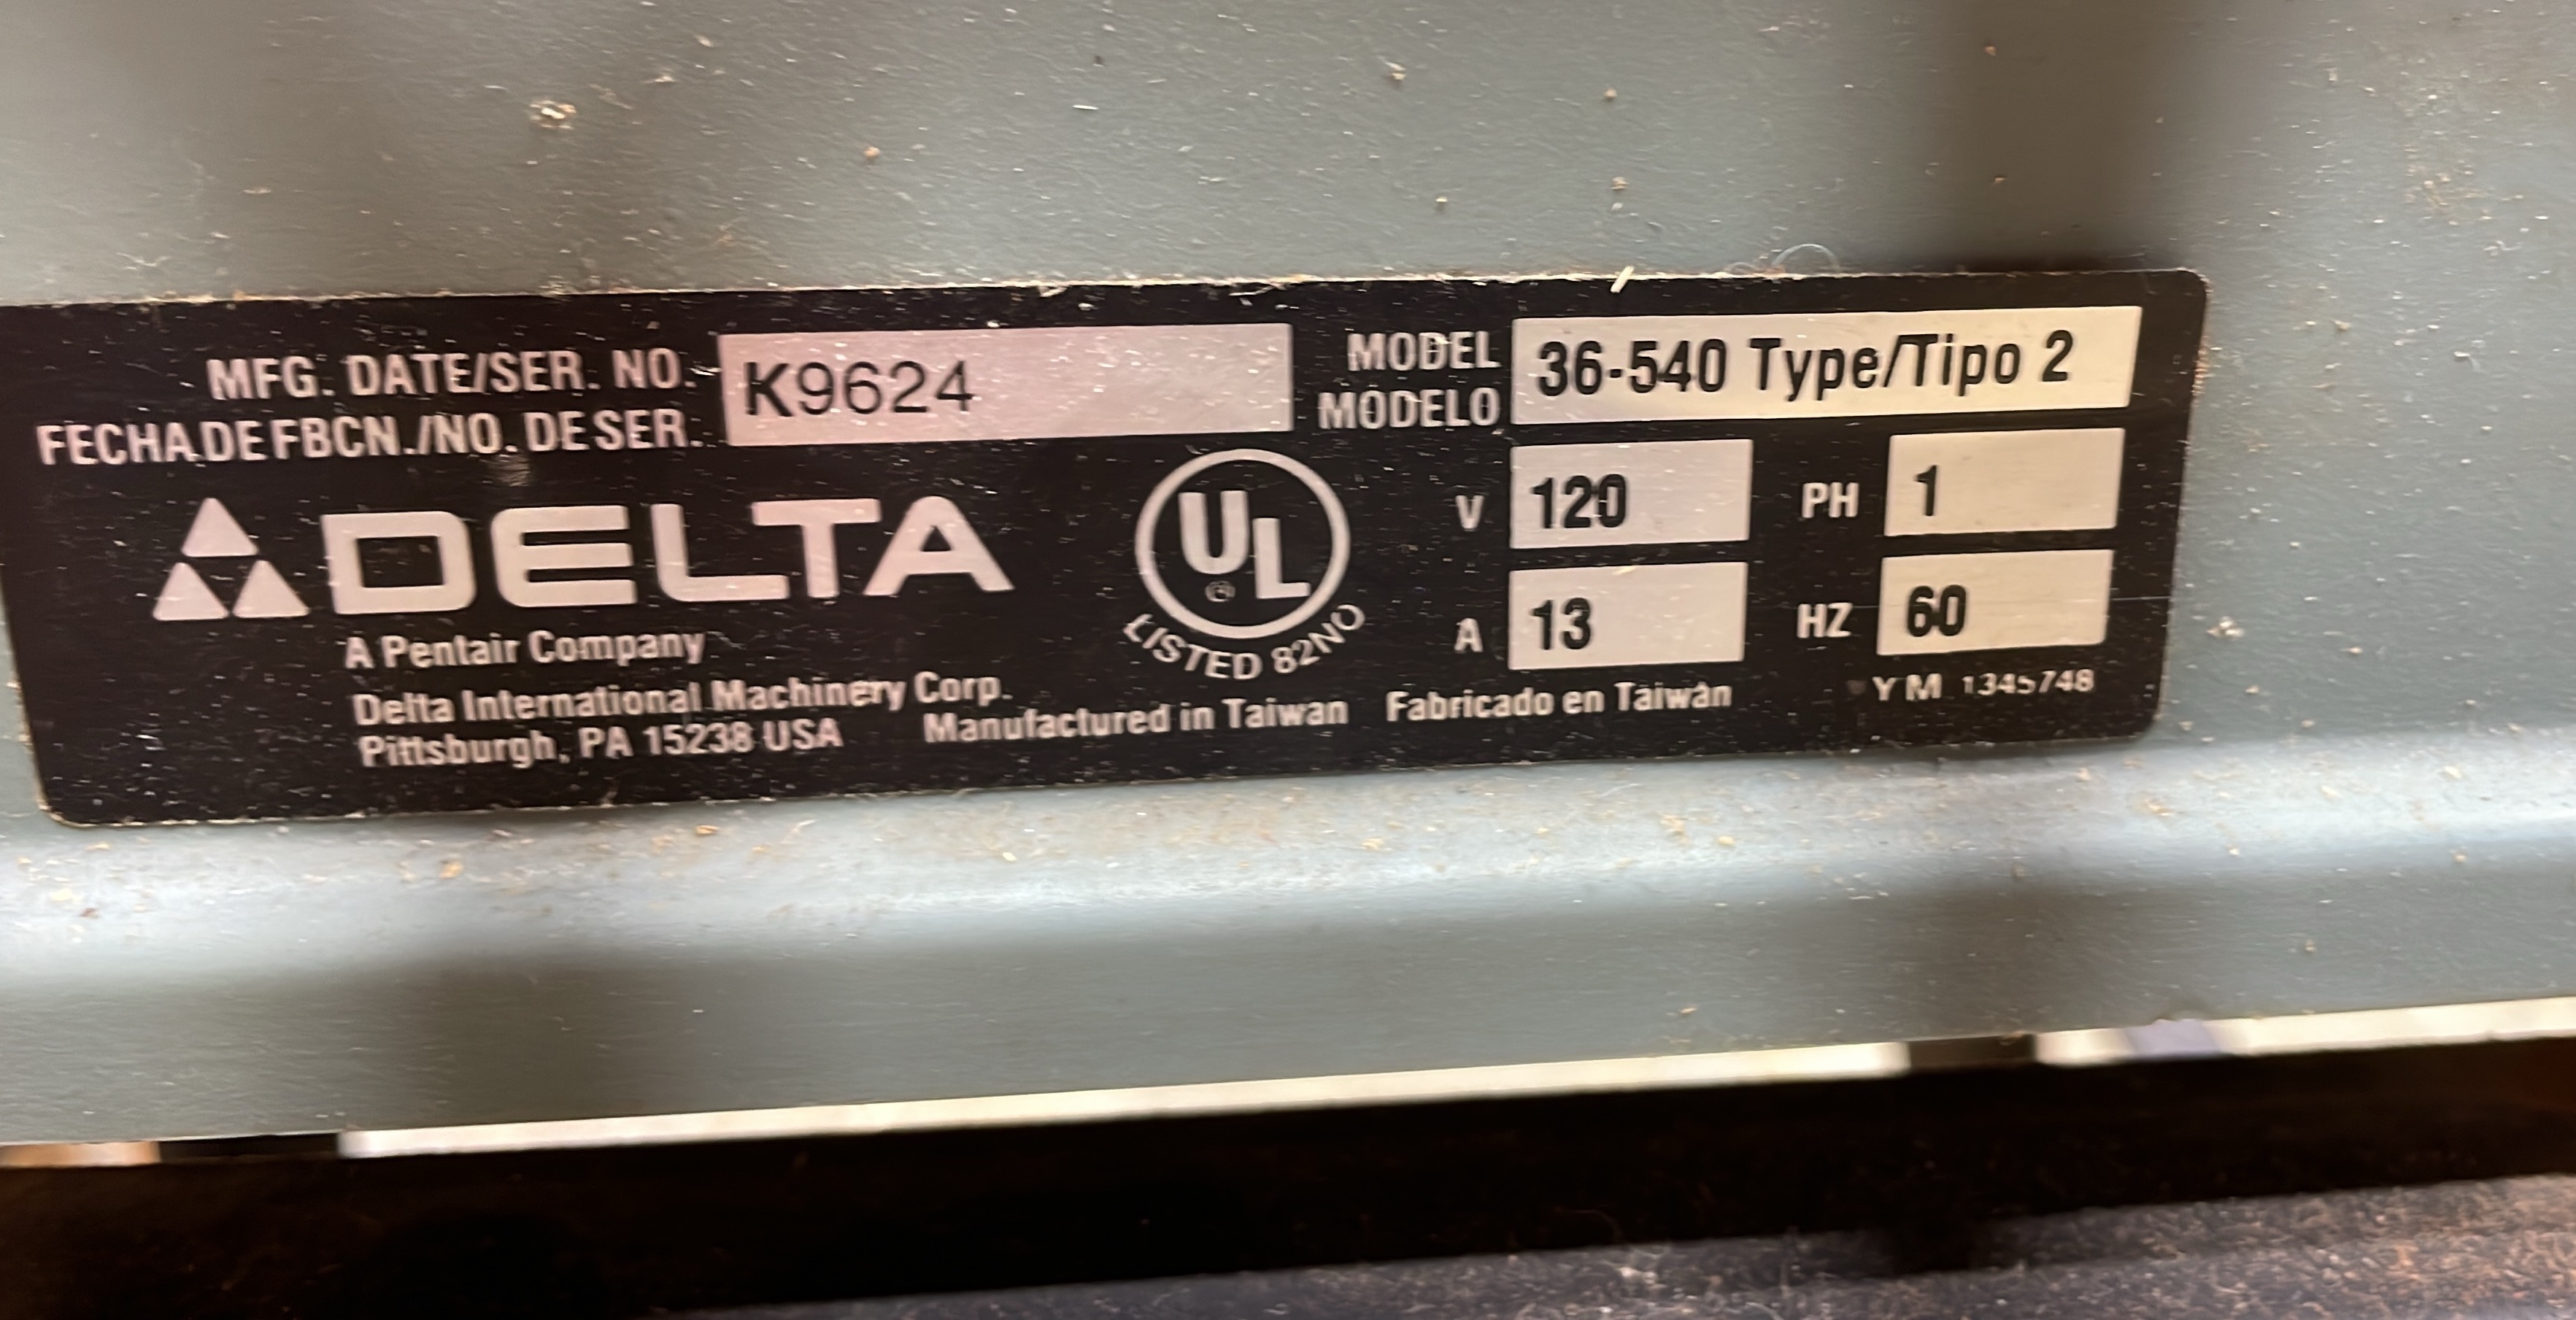 MFG. DATE/SER. NO. K9624
FECHA DE FBCN./NO. DE SER.
MODEL 36-540 Type/Tipo 2
MODELO
DELTA
A Pentair Company
Delta International Machinery Corp.
Pittsburgh, PA 15238 USA
UL
LISTED 82NO
V 120 PH 1
A 13 HZ 60
Manufactured in Taiwan Fabricado en Taiwàn
YM 1345748